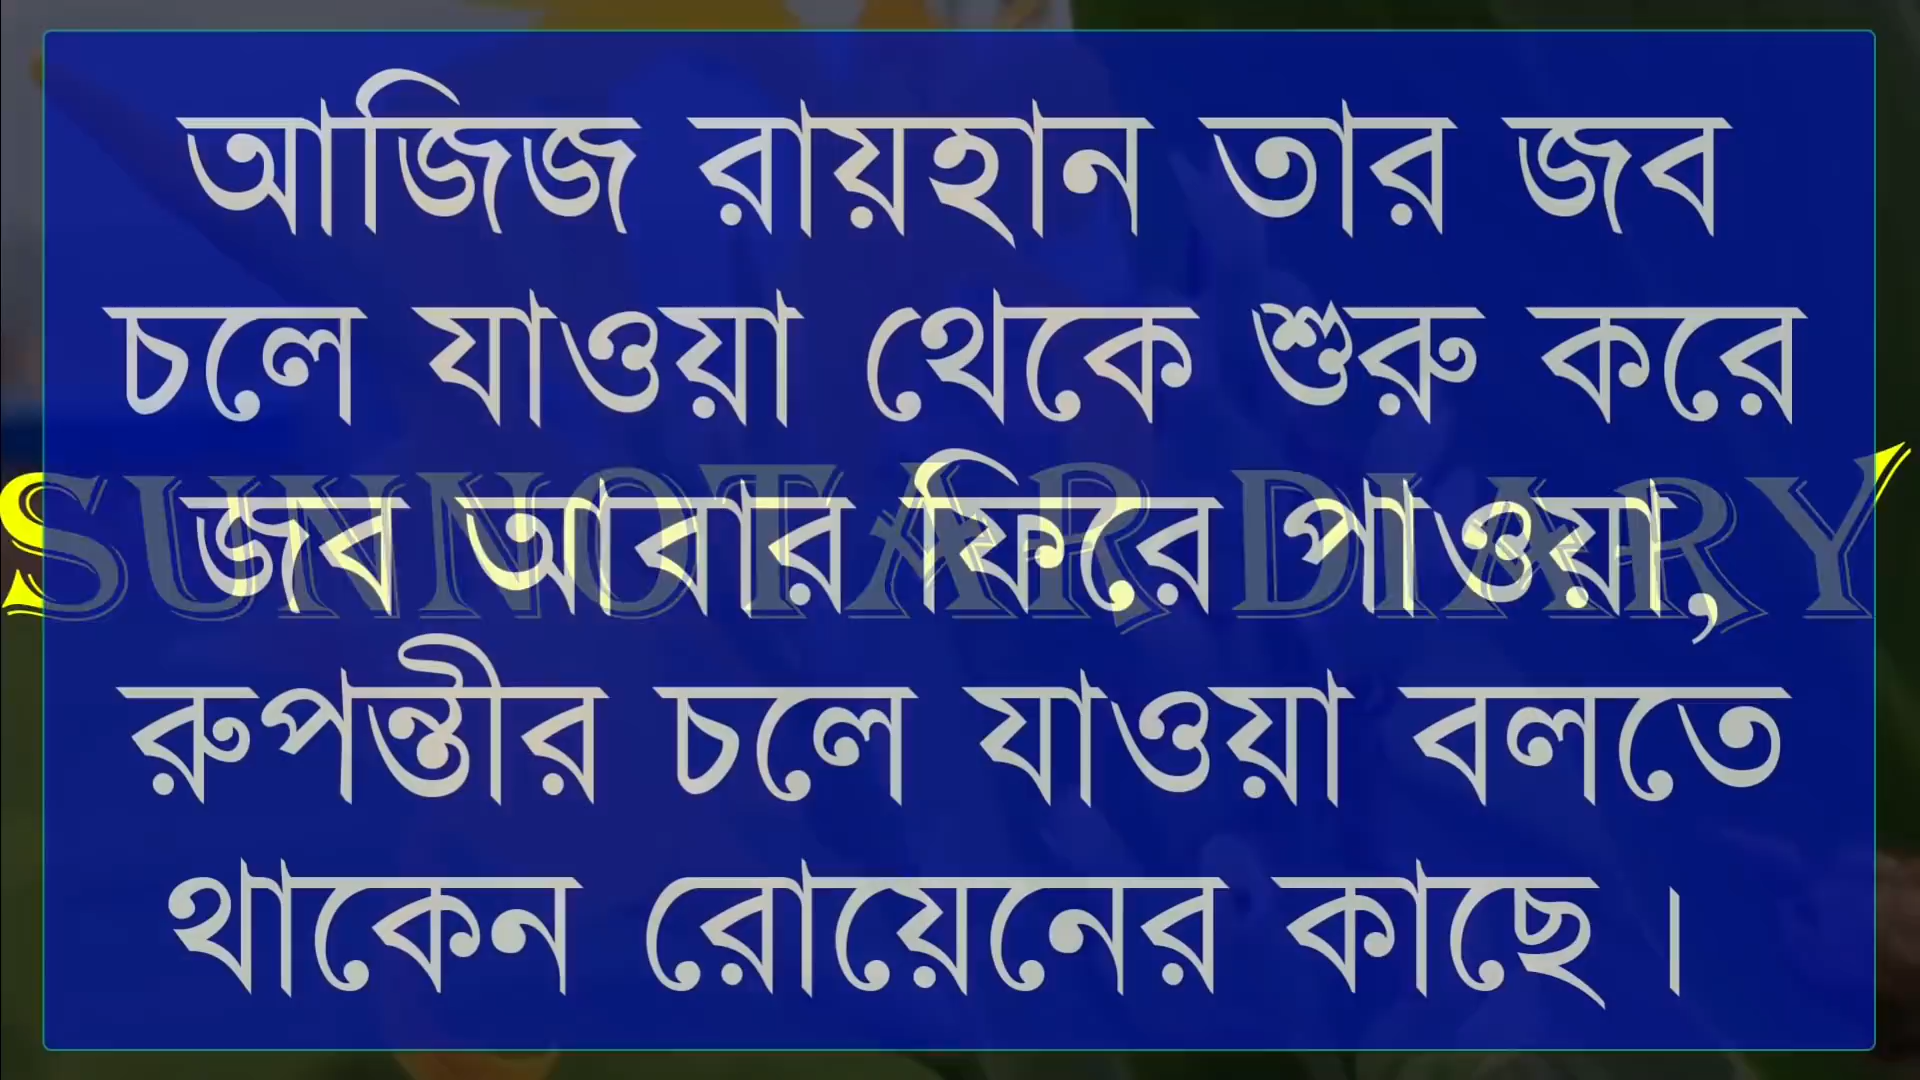 আজিজ রায়হান তার জব
চলে যাওয়া থেকে শুরু করে
জব আবার ফিরে পাওয়া,
SUNNOTAR DIARY
রুপন্তীর চলে যাওয়া বলতে
থাকেন রোয়েনের কাছে।